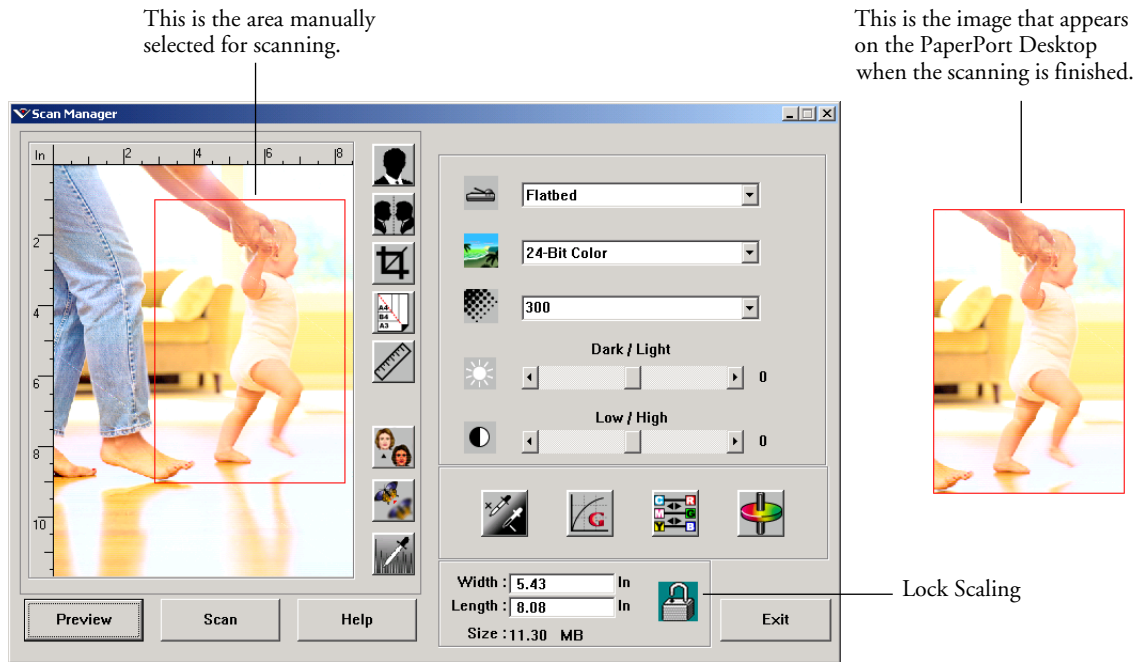 This is the area manually
selected for scanning.
This is the image that appears
on the PaperPort Desktop
when the scanning is finished.
Scan Manager
In 2 4 6 8
2
4
6
8
10
A4
B4
A3
Flatbed
24-Bit Color
300
Dark / Light
0
Low / High
0
G
C R
M G
Y B
Width : 5.43 In
Length : 8.08 In
Size : 11.30 MB
Lock Scaling
Preview Scan Help Exit